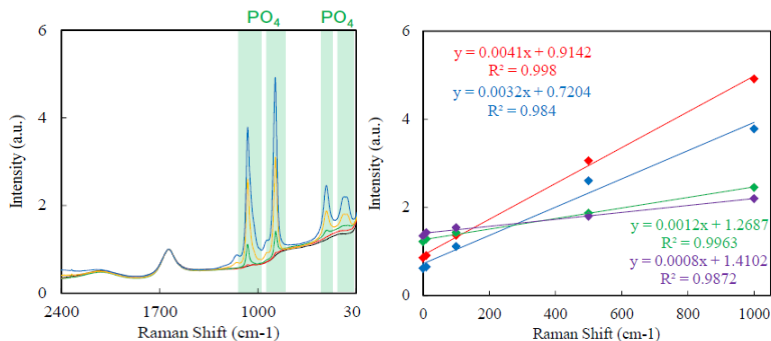 PO4 PO4
6
4
2
0
2400 1700 1000 30
Intensity (a.u.)
Raman Shift (cm-1)
6
4
2
0
0 200 400 600 800 1000
Intensity (a.u.)
Raman Shift (cm-1)
y = 0.0041x + 0.9142
R² = 0.998
y = 0.0032x + 0.7204
R² = 0.984
y = 0.0012x + 1.2687
R² = 0.9963
y = 0.0008x + 1.4102
R² = 0.9872